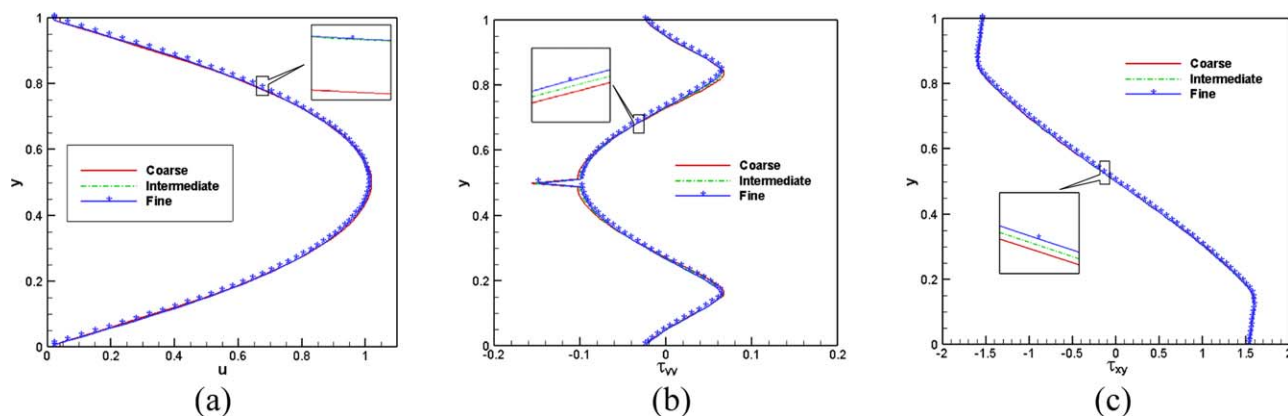 1
0.8
0.6
0.4
0.2
0
y
0 0.2 0.4 0.6 0.8 1
u
Coarse
Intermediate
Fine
(a)
1
0.8
0.6
0.4
0.2
0
y
-0.2 -0.1 0 0.1 0.2
τyy
Coarse
Intermediate
Fine
(b)
1
0.8
0.6
0.4
0.2
0
y
-2 -1.5 -1 -0.5 0 0.5 1 1.5 2
τxy
Coarse
Intermediate
Fine
(c)